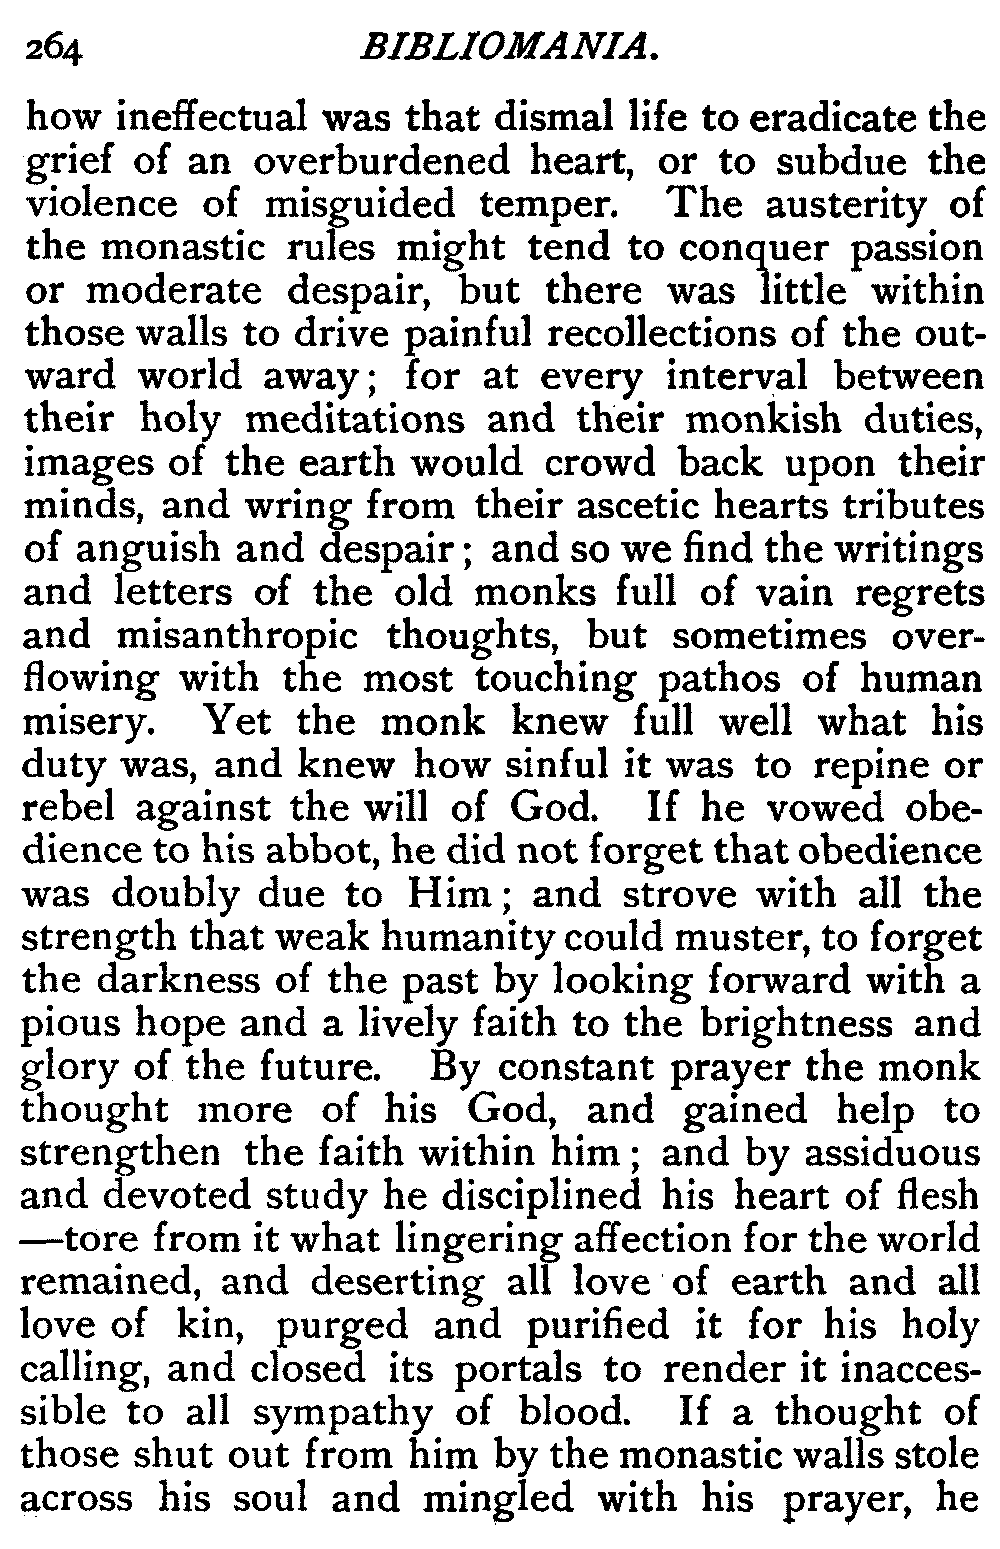 264 BIBLIOMANIA.
how ineffectual was that dismal life to eradicate the
grief of an overburdened heart, or to subdue the
violence of misguided temper. The austerity of
the monastic rules might tend to conquer passion
or moderate despair, but there was little within
those walls to drive painful recollections of the out-
ward world away; for at every interval between
their holy meditations and their monkish duties,
images of the earth would crowd back upon their
minds, and wring from their ascetic hearts tributes
of anguish and despair; and so we find the writings
and letters of the old monks full of vain regrets
and misanthropic thoughts, but sometimes over-
flowing with the most touching pathos of human
misery. Yet the monk knew full well what his
duty was, and knew how sinful it was to repine or
rebel against the will of God. If he vowed obe-
dience to his abbot, he did not forget that obedience
was doubly due to Him; and strove with all the
strength that weak humanity could muster, to forget
the darkness of the past by looking forward with a
pious hope and a lively faith to the brightness and
glory of the future. By constant prayer the monk
thought more of his God, and gained help to
strengthen the faith within him; and by assiduous
and devoted study he disciplined his heart of flesh
—tore from it what lingering affection for the world
remained, and deserting all love of earth and all
love of kin, purged and purified it for his holy
calling, and closed its portals to render it inacces-
sible to all sympathy of blood. If a thought of
those shut out from him by the monastic walls stole
across his soul and mingled with his prayer, he